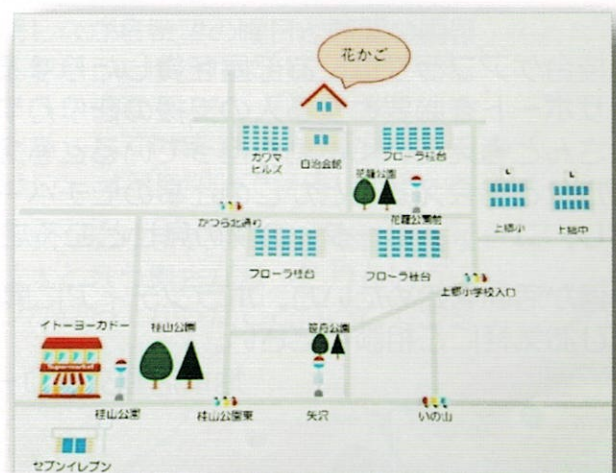 花かご
カワマ
ヒルズ
自治会館
フローラ桂台
花籠公園
かつら北通り
花籠公園前
上郷小
上郷中
フローラ桂台
フローラ桂台
上郷小学校入口
イトーヨーカドー
桂山公園
笹舟公園
Supermarket
桂山公園
桂山公園東
矢沢
いの山
セブンイレブン